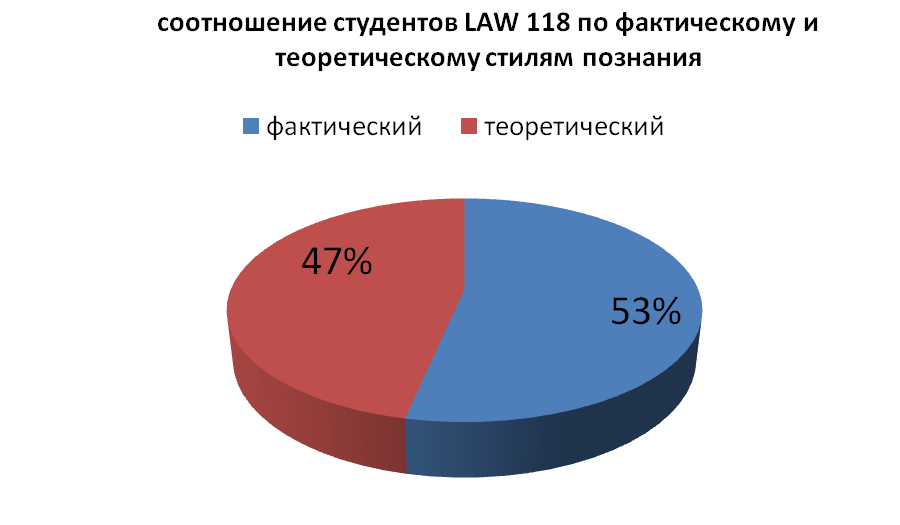 соотношение студентов LAW 118 по фактическому и
теоретическому стилям познания
фактический теоретический
47%
53%